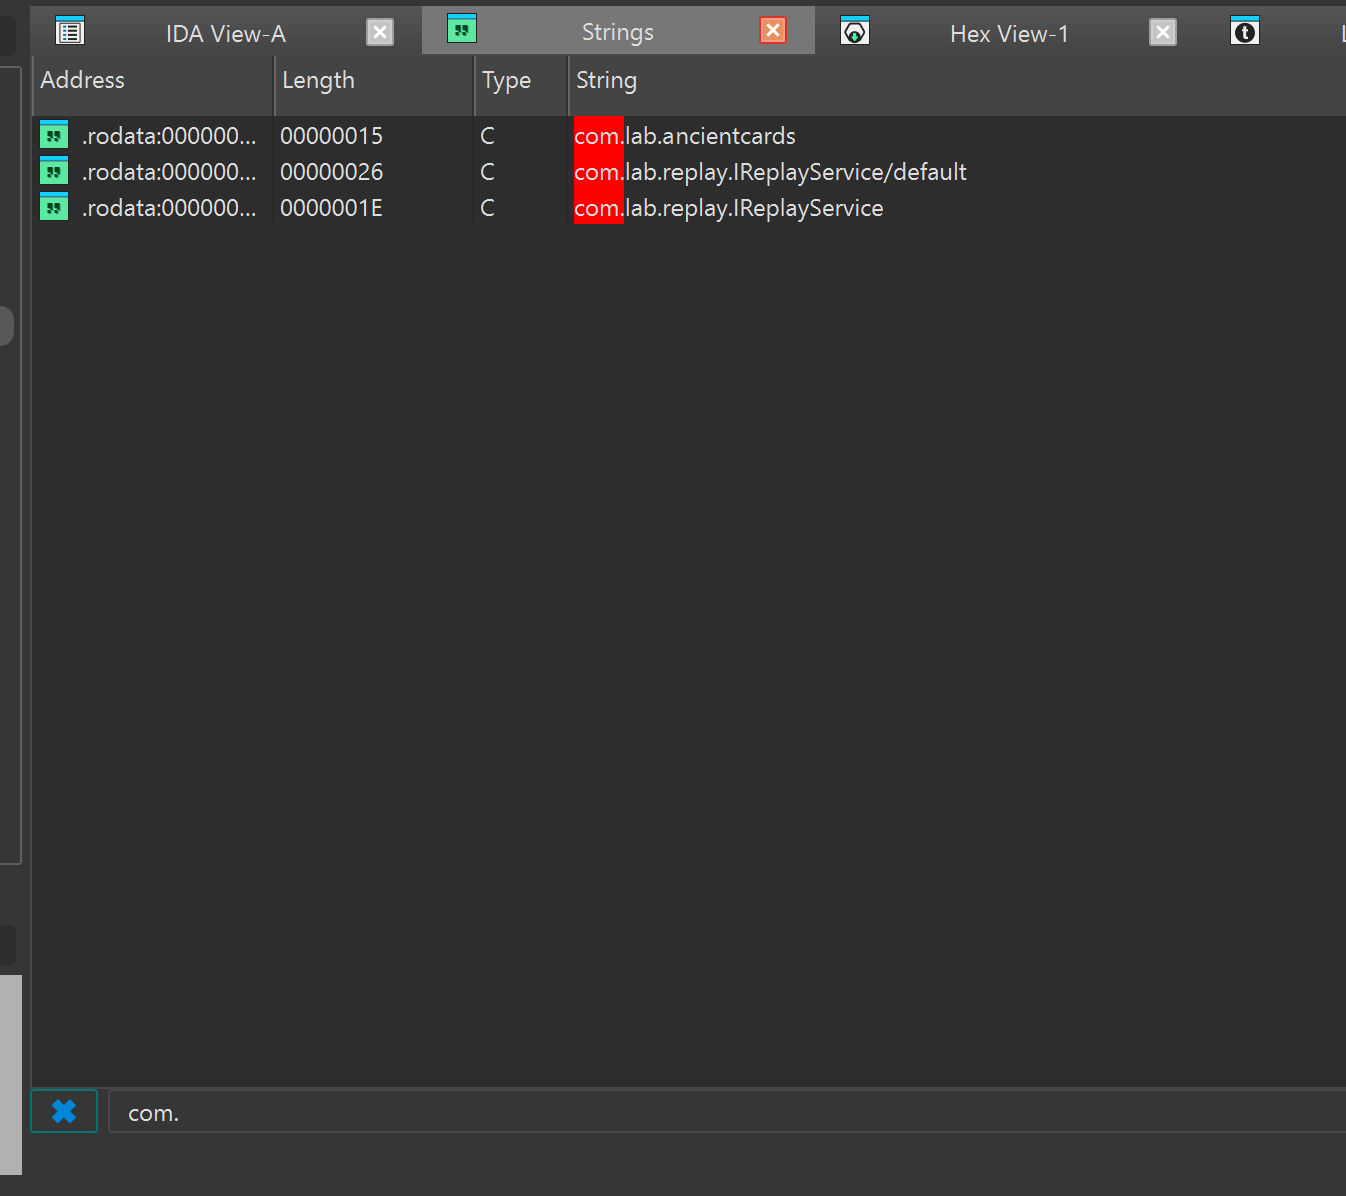 IDA View-A Strings Hex View-1
Address Length Type String
.rodata:000000... 00000015 C com.lab.ancientcards
.rodata:000000... 00000026 C com.lab.replay.IReplayService/default
.rodata:000000... 0000001E C com.lab.replay.IReplayService
com.